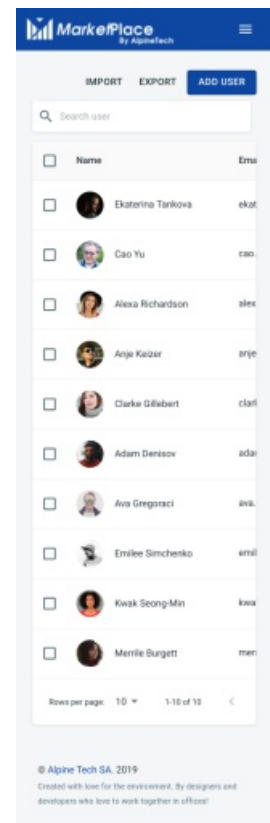 MarketPlace
By AlpineTech
IMPORT EXPORT ADD USER
Search user
Name Ema
Ekaterina Tankova ekat
Cao Yu cao.
Alexa Richardson alex
Anje Keizer anje
Clarke Gillebert clar
Adam Denisov adar
Ava Gregoraci ava.
Emilee Simchenko emil
Kwak Seong-Min kwa
Merrile Burgett mer
Rows per page: 10 1-10 of 10
© Alpine Tech SA. 2019
Created with love for the environment. By designers and
developers who love to work together in offices!